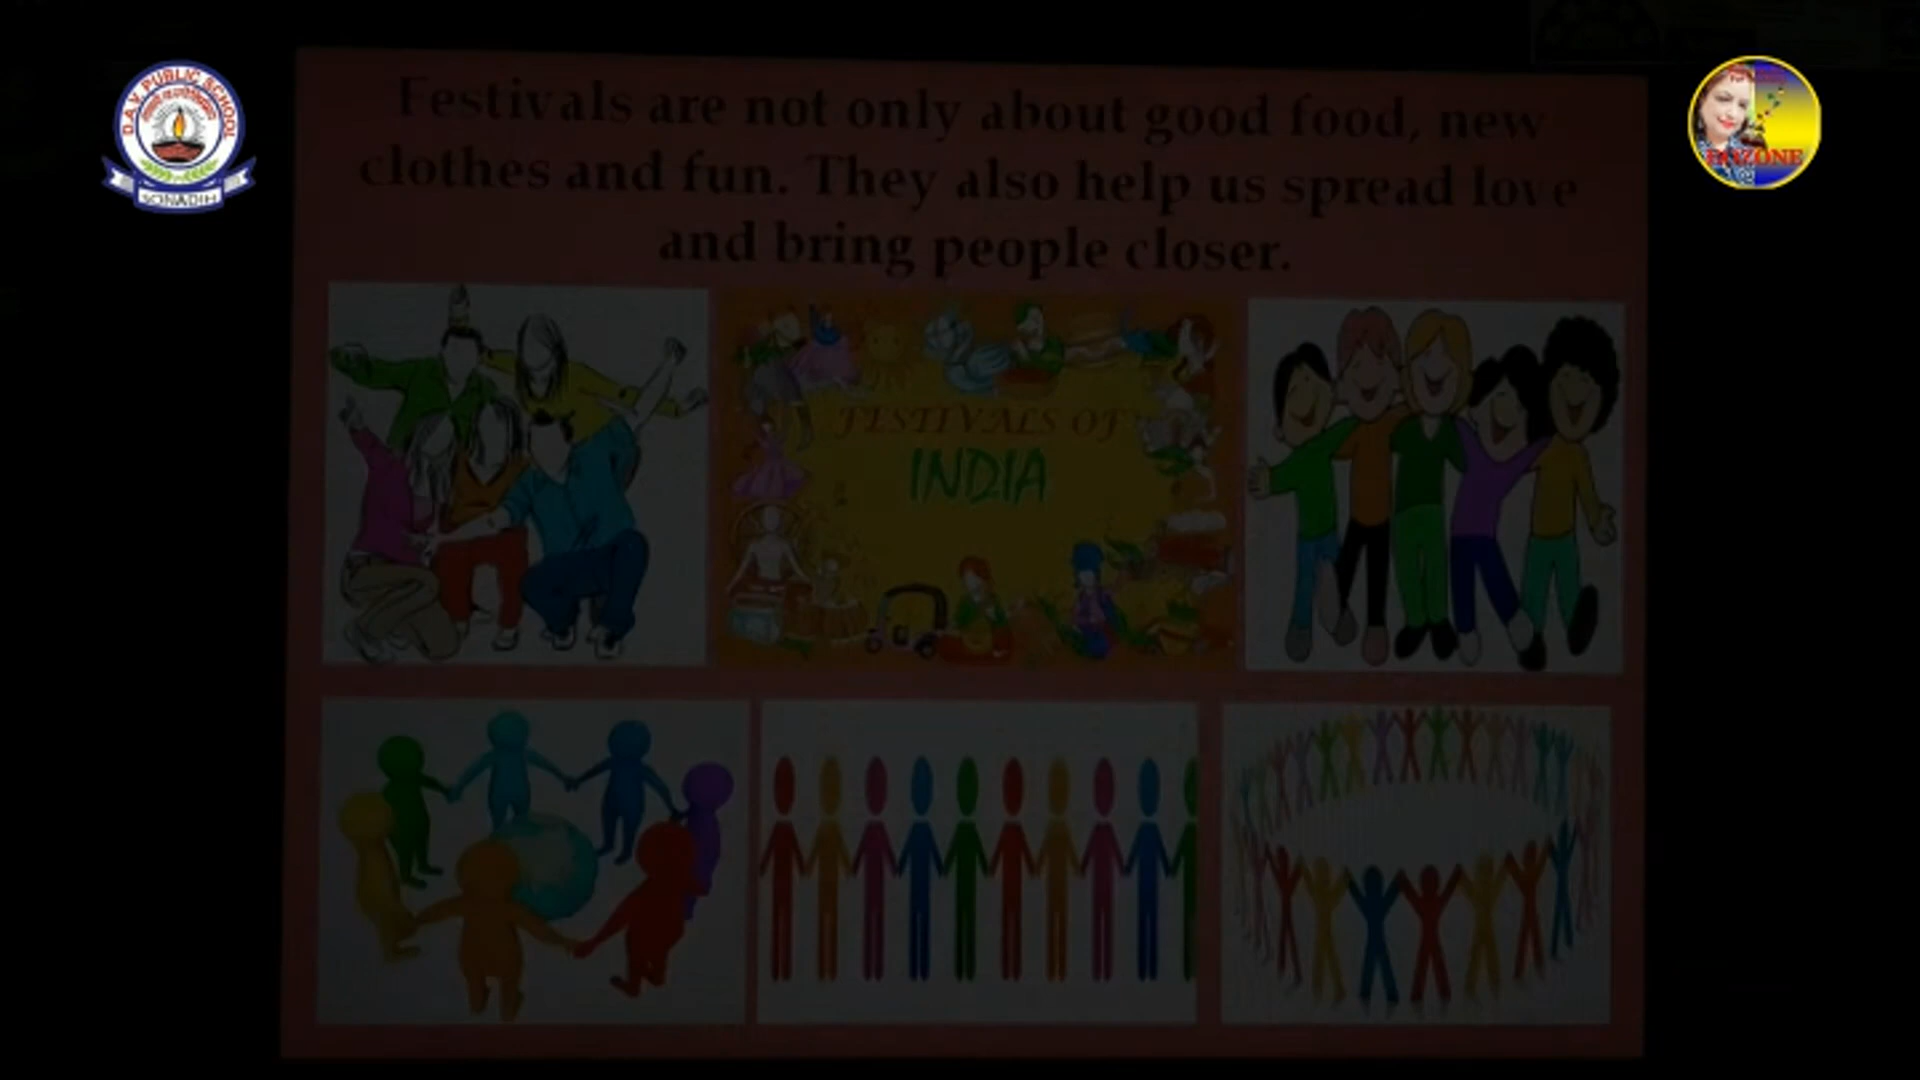 Festivals are not only about good food, new
clothes and fun. They also help us spread love
and bring people closer.
D.A.V. PUBLIC SCHOOL
SONADIH
FESTIVALS OF
INDIA